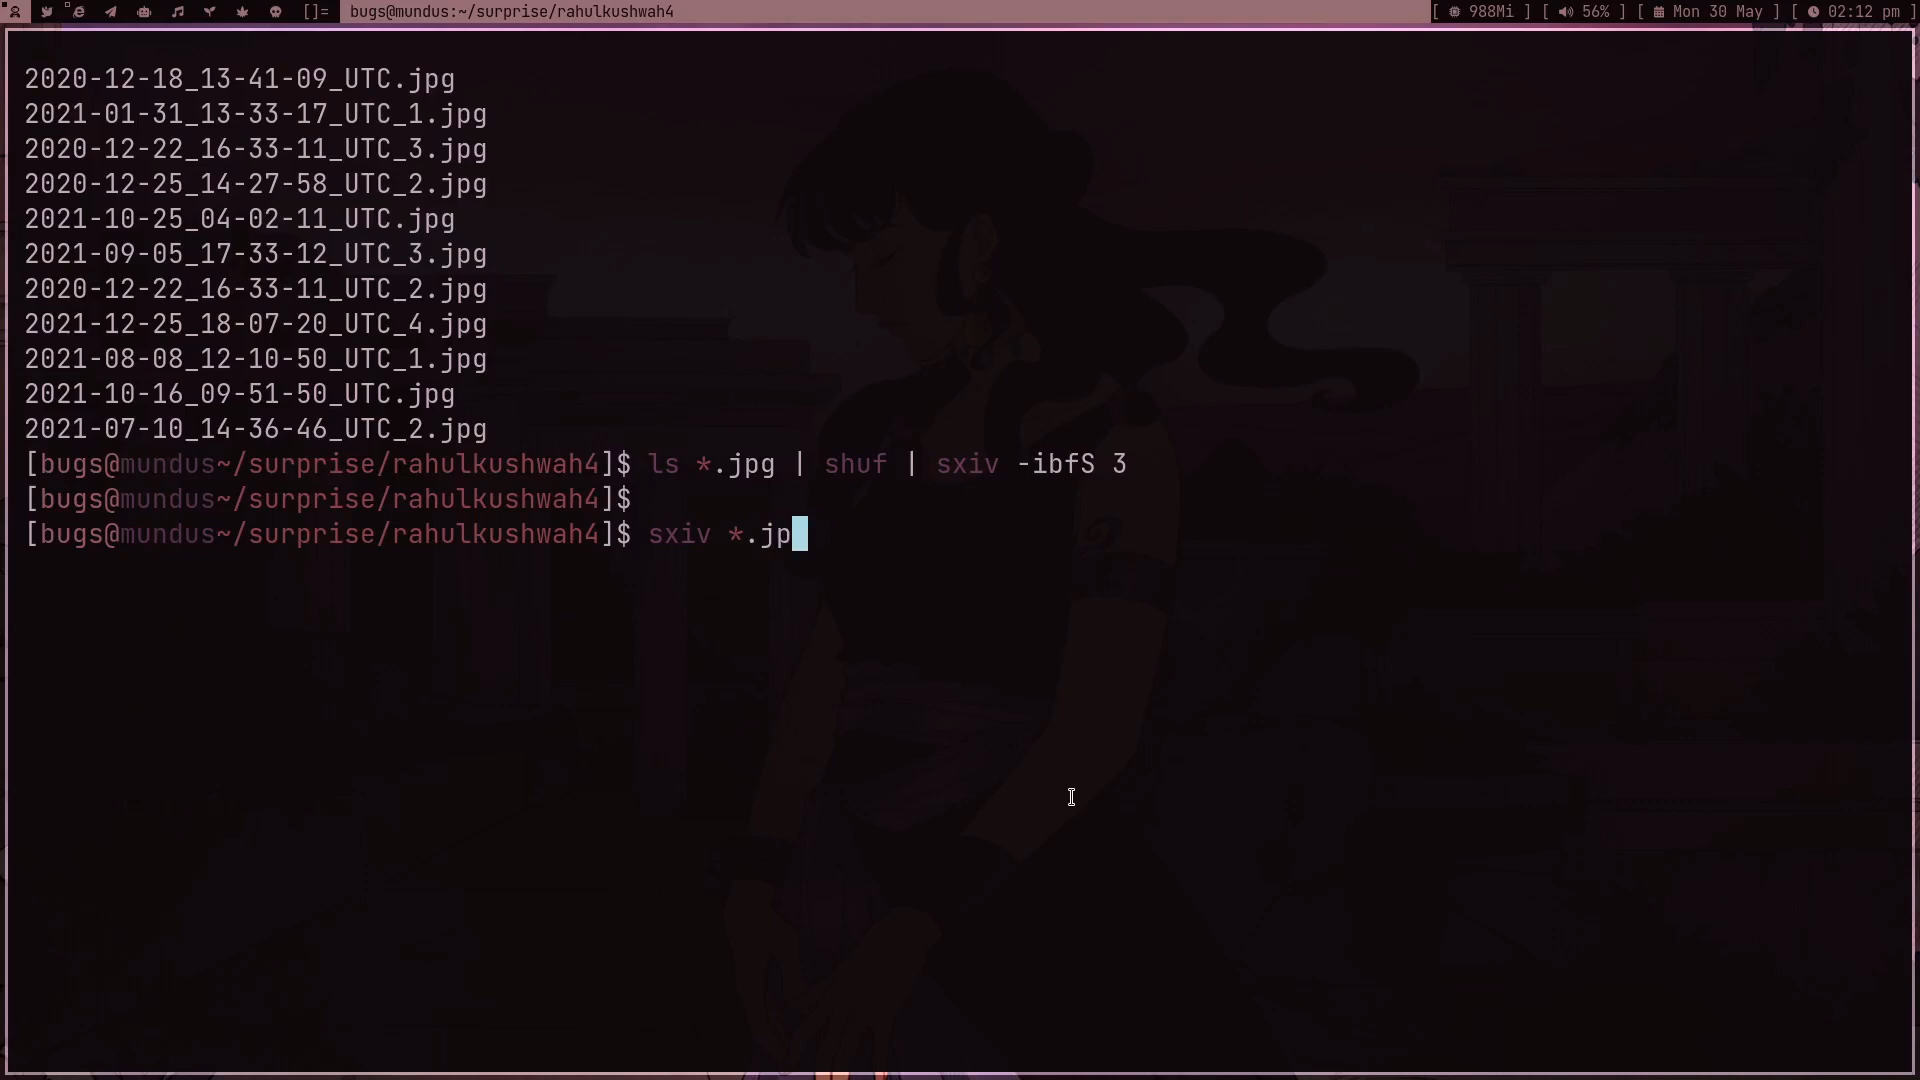 []= bugs@mundus:~/surprise/rahulkushwah4 [ 988Mi ] [ 56% ] [ Mon 30 May ] [ 02:12 pm ]
2020-12-18_13-41-09_UTC.jpg
2021-01-31_13-33-17_UTC_1.jpg
2020-12-22_16-33-11_UTC_3.jpg
2020-12-25_14-27-58_UTC_2.jpg
2021-10-25_04-02-11_UTC.jpg
2021-09-05_17-33-12_UTC_3.jpg
2020-12-22_16-33-11_UTC_2.jpg
2021-12-25_18-07-20_UTC_4.jpg
2021-08-08_12-10-50_UTC_1.jpg
2021-10-16_09-51-50_UTC.jpg
2021-07-10_14-36-46_UTC_2.jpg
[bugs@mundus~/surprise/rahulkushwah4]$ ls *.jpg | shuf | sxiv -ibfS 3
[bugs@mundus~/surprise/rahulkushwah4]$
[bugs@mundus~/surprise/rahulkushwah4]$ sxiv *.jp